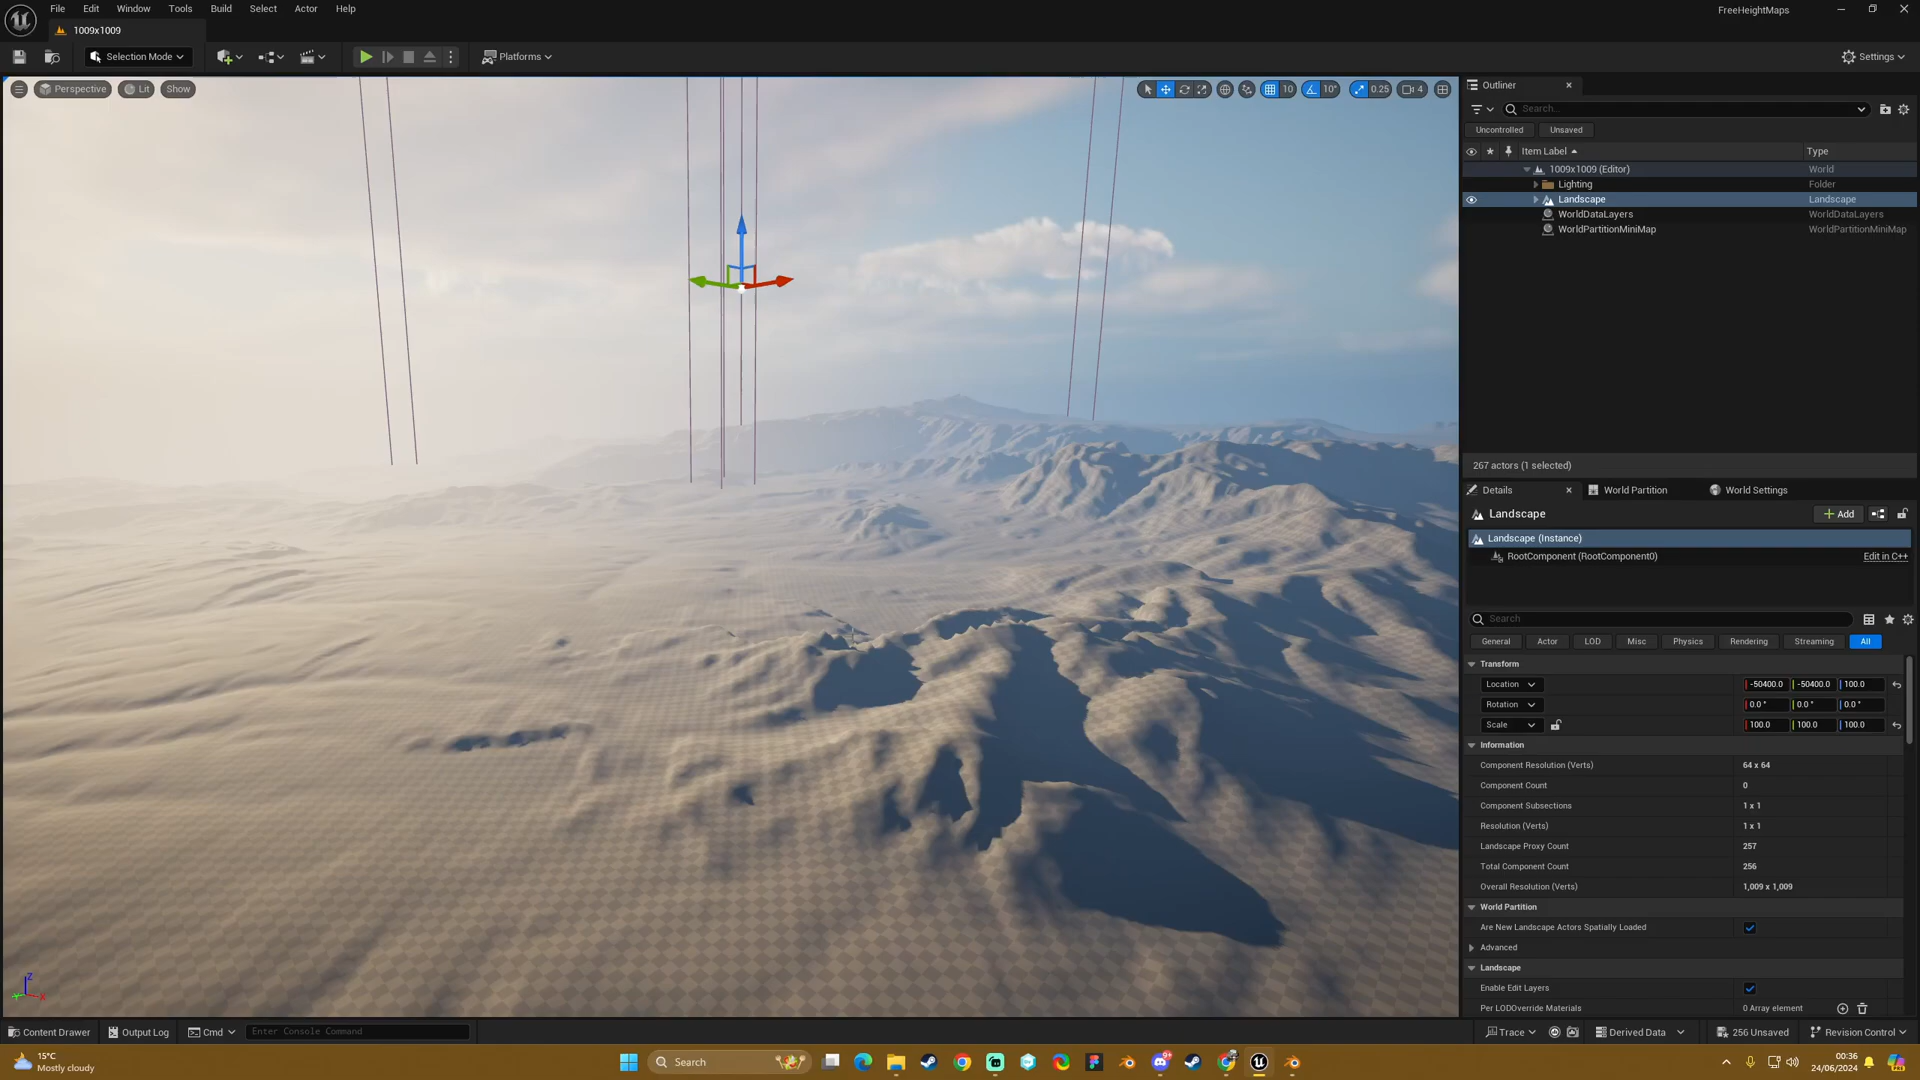 File Edit Window Tools Build Select Actor Help
FreeHeightMaps
1009x1009
Selection Mode
Platforms
Settings
Perspective Lit Show
10 10° 0.25 4
Outliner
Search...
Uncontrolled Unsaved
Item Label Type
1009x1009 (Editor) World
Lighting Folder
Landscape Landscape
WorldDataLayers WorldDataLayers
WorldPartitionMiniMap WorldPartitionMiniMap
267 actors (1 selected)
Details World Partition World Settings
Landscape Add
Landscape (Instance)
RootComponent (RootComponent0) Edit in C++
Search
General Actor LOD Misc Physics Rendering Streaming All
Transform
Location -50400.0 -50400.0 100.0
Rotation 0.0 ° 0.0 ° 0.0 °
Scale 100.0 100.0 100.0
Information
Component Resolution (Verts) 64 x 64
Component Count 0
Component Subsections 1 x 1
Resolution (Verts) 1 x 1
Landscape Proxy Count 257
Total Component Count 256
Overall Resolution (Verts) 1,009 x 1,009
World Partition
Are New Landscape Actors Spatially Loaded
Advanced
Landscape
Enable Edit Layers
Per LODOverride Materials 0 Array element
Z
X
Content Drawer Output Log Cmd Enter Console Command
Trace Derived Data 256 Unsaved Revision Control
15°C
Mostly cloudy
Search
00:36
24/06/2024